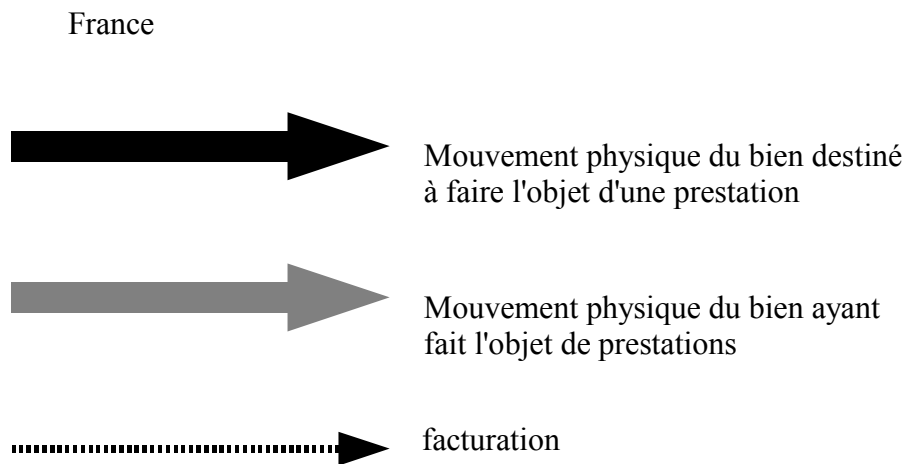 France
Mouvement physique du bien destiné
à faire l'objet d'une prestation
Mouvement physique du bien ayant
fait l'objet de prestations
facturation